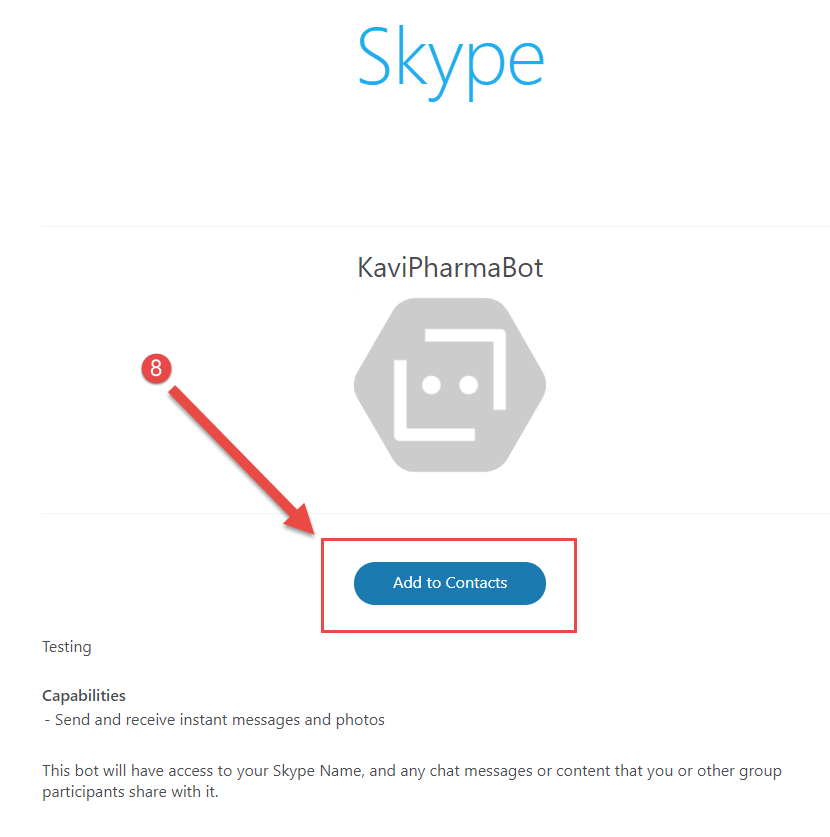 Skype
KaviPharmaBot
8
Add to Contacts
Testing
Capabilities
- Send and receive instant messages and photos
This bot will have access to your Skype Name, and any chat messages or content that you or other group
participants share with it.